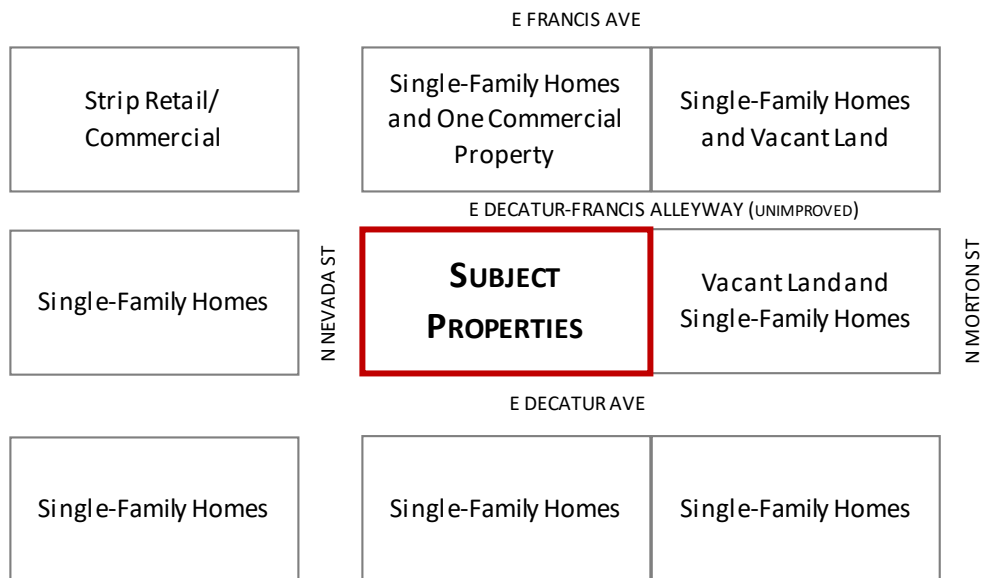 E FRANCIS AVE
Strip Retail/
Commercial
Single-Family Homes
and One Commercial
Property
Single-Family Homes
and Vacant Land
E DECATUR-FRANCIS ALLEYWAY (UNIMPROVED)
Single-Family Homes
N NEVADA ST
SUBJECT
PROPERTIES
Vacant Land and
Single-Family Homes
N MORTON ST
E DECATUR AVE
Single-Family Homes
Single-Family Homes
Single-Family Homes